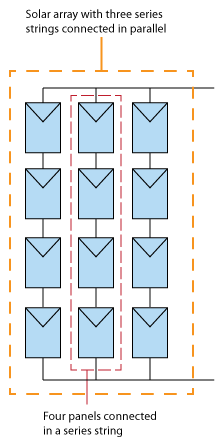 Solar array with three series
strings connected in parallel
Four panels connected
in a series string